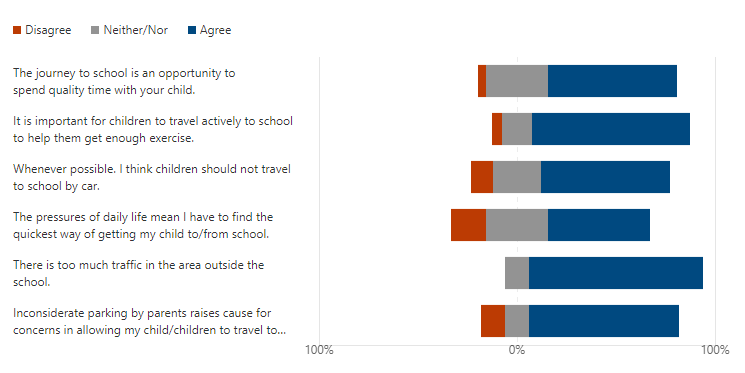 Disagree Neither/Nor Agree
The journey to school is an opportunity to
spend quality time with your child.
It is important for children to travel actively to school
to help them get enough exercise.
Whenever possible. I think children should not travel
to school by car.
The pressures of daily life mean I have to find the
quickest way of getting my child to/from school.
There is too much traffic in the area outside the
school.
Inconsiderate parking by parents raises cause for
concerns in allowing my child/children to travel to...
100% 0% 100%